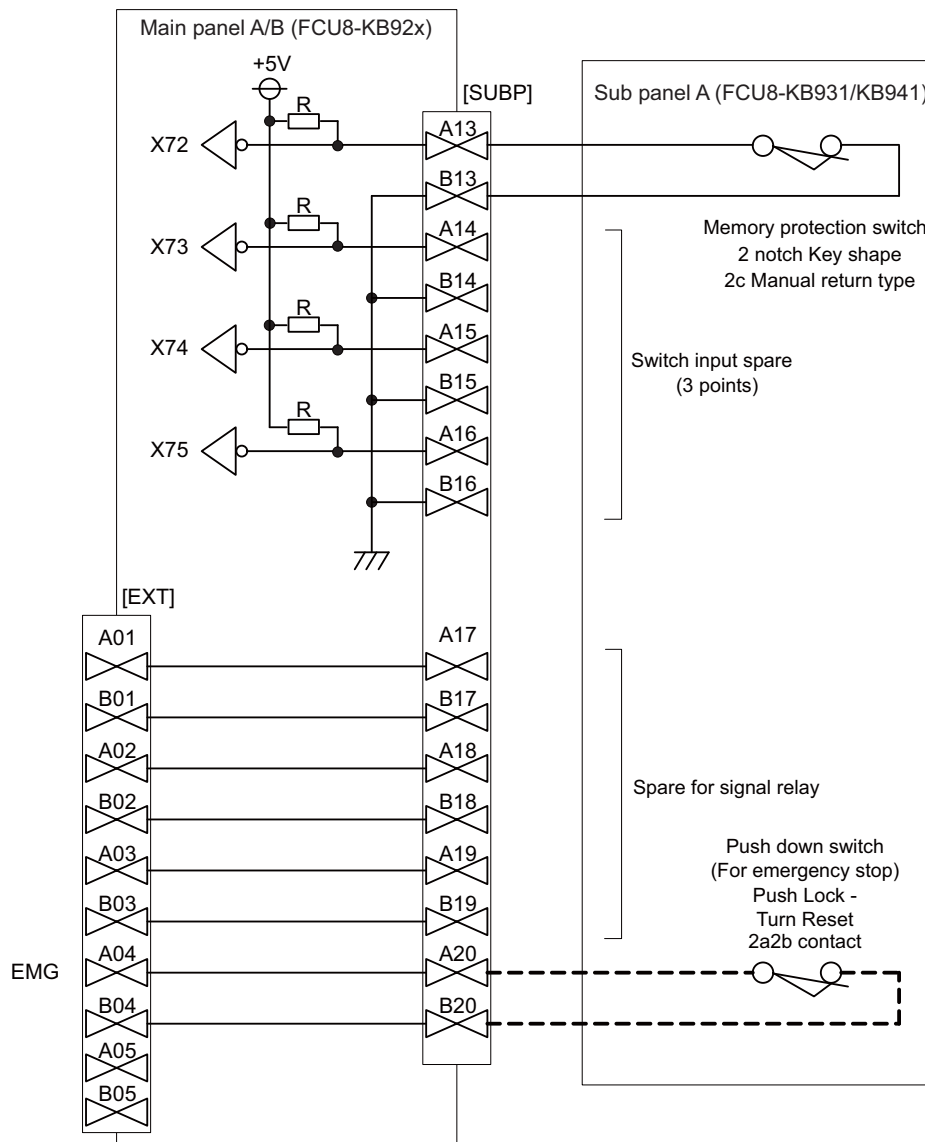 Main panel A/B (FCU8-KB92x)
+5V
[SUBP]
Sub panel A (FCU8-KB931/KB941)
R
A13
X72
B13
R
A14
X73
Memory protection switch
2 notch Key shape
2c Manual return type
B14
R
A15
X74
Switch input spare
(3 points)
B15
R
A16
X75
B16
[EXT]
A01
A17
B01
B17
A02
A18
Spare for signal relay
B02
B18
A03
A19
Push down switch
(For emergency stop)
Push Lock -
Turn Reset
2a2b contact
B03
B19
EMG
A04
A20
B04
B20
A05
B05